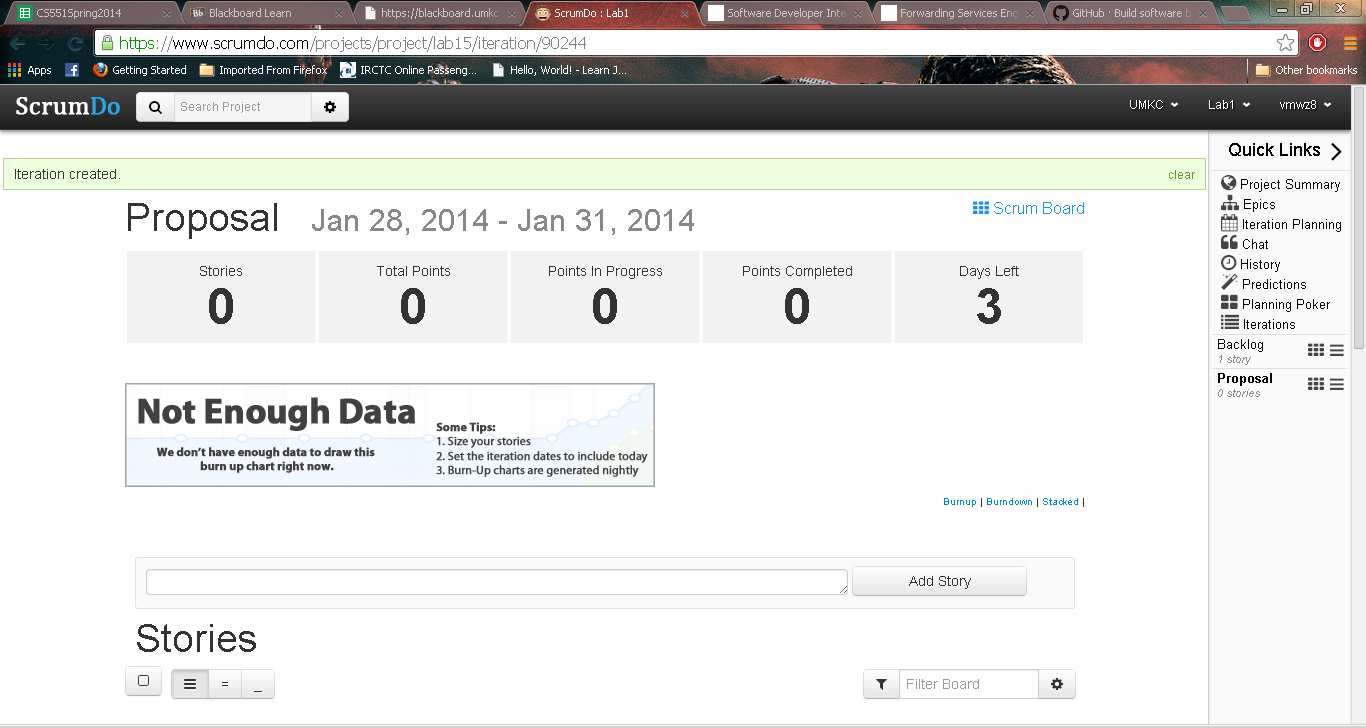 CS551Spring2014
Blackboard Learn
https://blackboard.umkc
ScrumDo : Lab1
Software Developer Inte
Forwarding Services Eng
GitHub · Build software b
https://www.scrumdo.com/projects/project/lab15/iteration/90244
Apps
Getting Started
Imported From Firefox
IRCTC Online Passeng...
Hello, World! - Learn J...
Other bookmarks
ScrumDo
Search Project
UMKC
Lab1
vmwz8
Iteration created.
clear
Proposal Jan 28, 2014 - Jan 31, 2014
Scrum Board
Stories
0
Total Points
0
Points In Progress
0
Points Completed
0
Days Left
3
Not Enough Data
We don't have enough data to draw this
burn up chart right now.
Some Tips:
1. Size your stories
2. Set the iteration dates to include today
3. Burn-Up charts are generated nightly
Burnup | Burndown | Stacked |
Add Story
Stories
= _
Filter Board
Quick Links
Project Summary
Epics
Iteration Planning
Chat
History
Predictions
Planning Poker
Iterations
Backlog
1 story
Proposal
0 stories